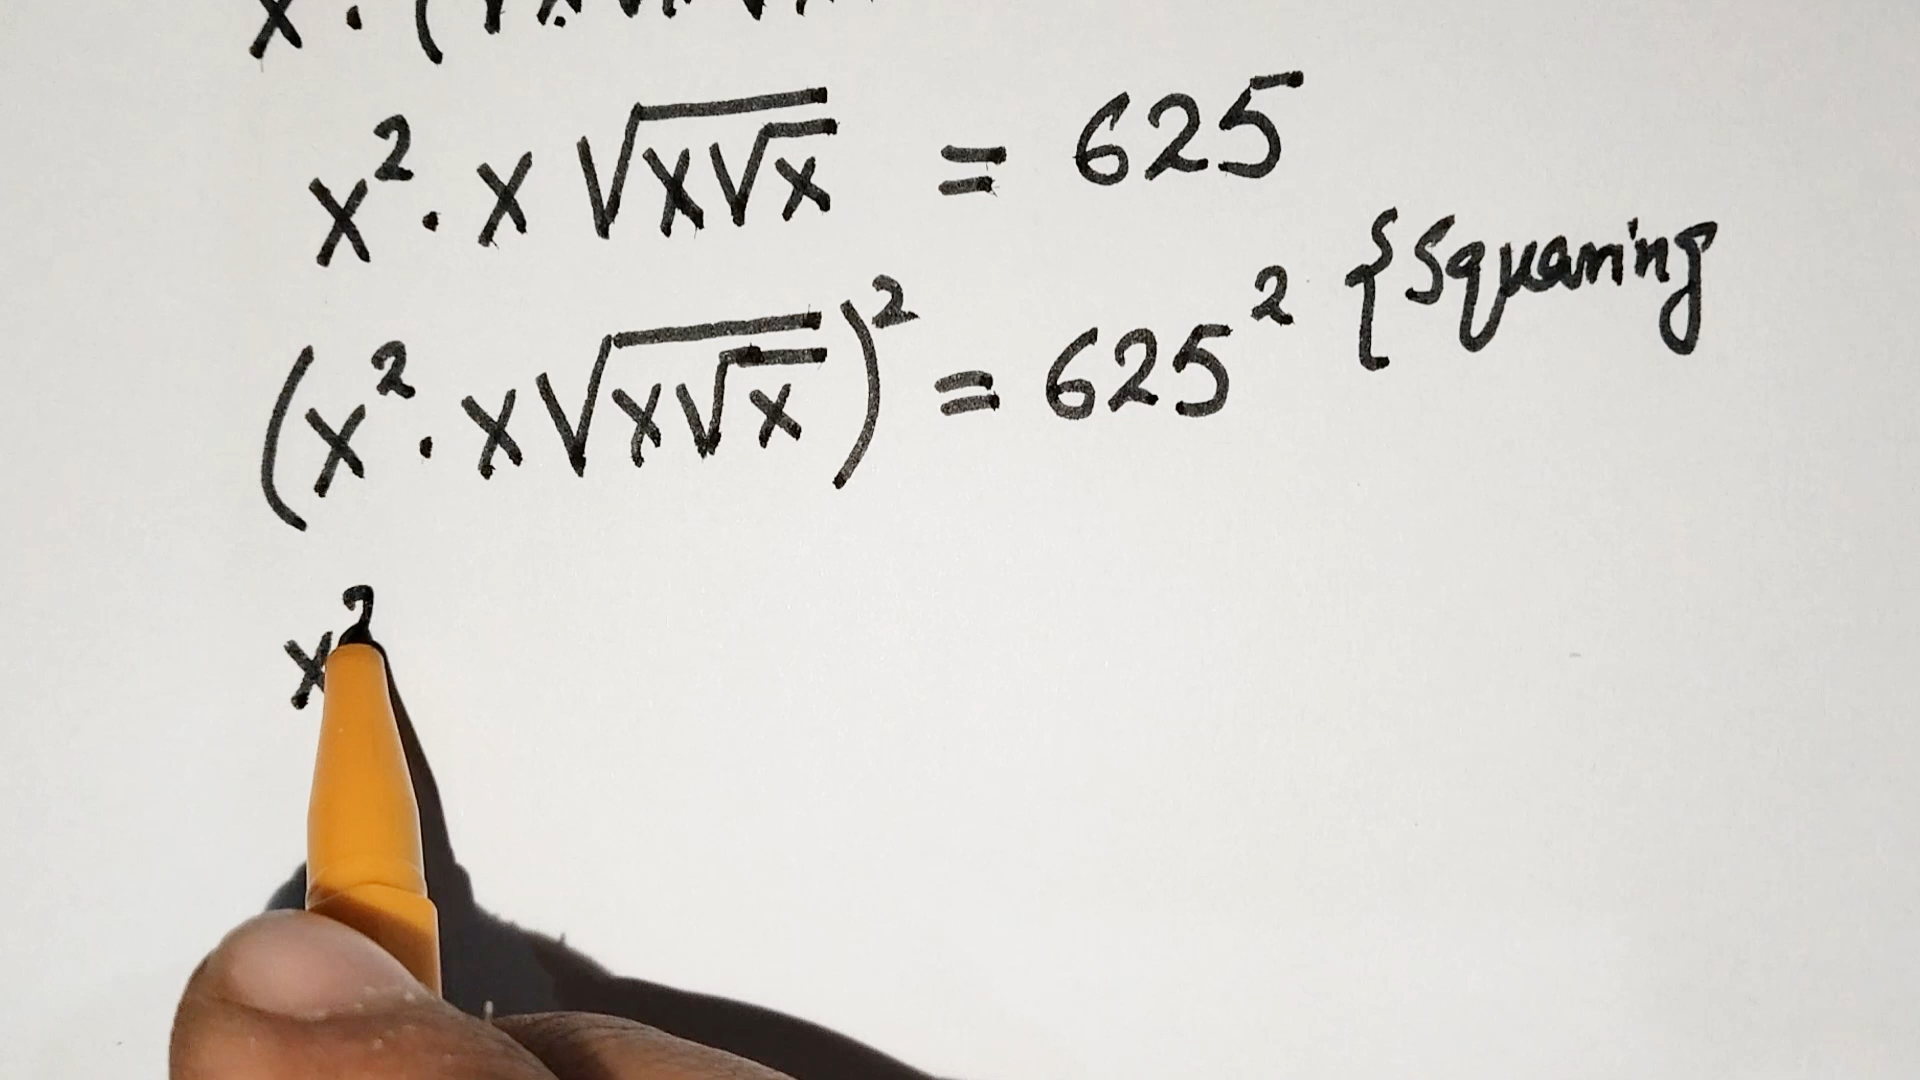 x² · x√(x√x) = 625
(x² · x√(x√x))² = 625² {Squaring
x²